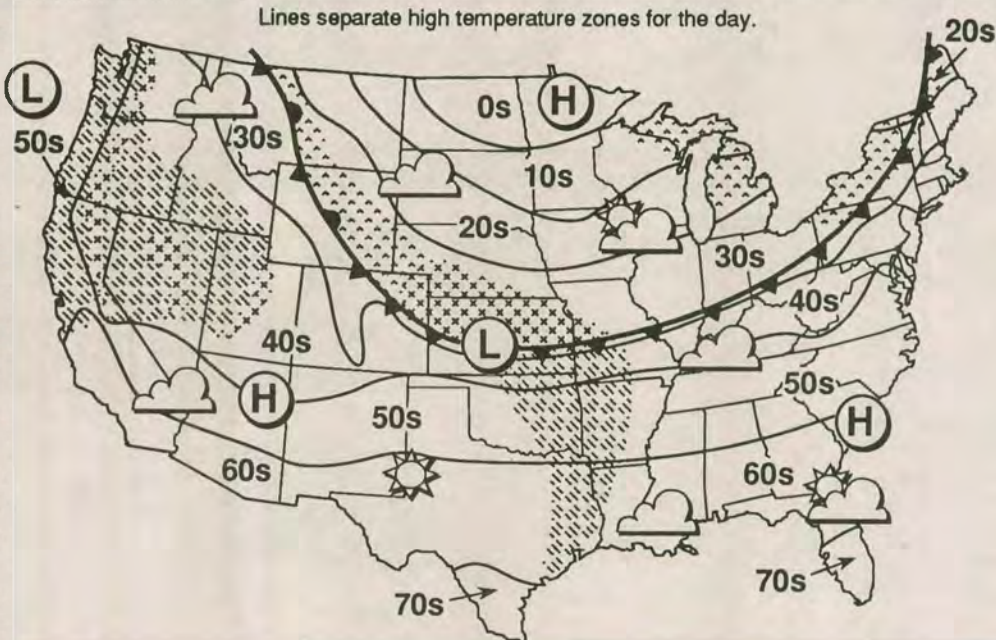 Lines separate high temperature zones for the day.
20s
L
0s
H
50s
30s
10s
20s
30s
40s
40s
L
50s
H
50s
H
60s
60s
70s
70s